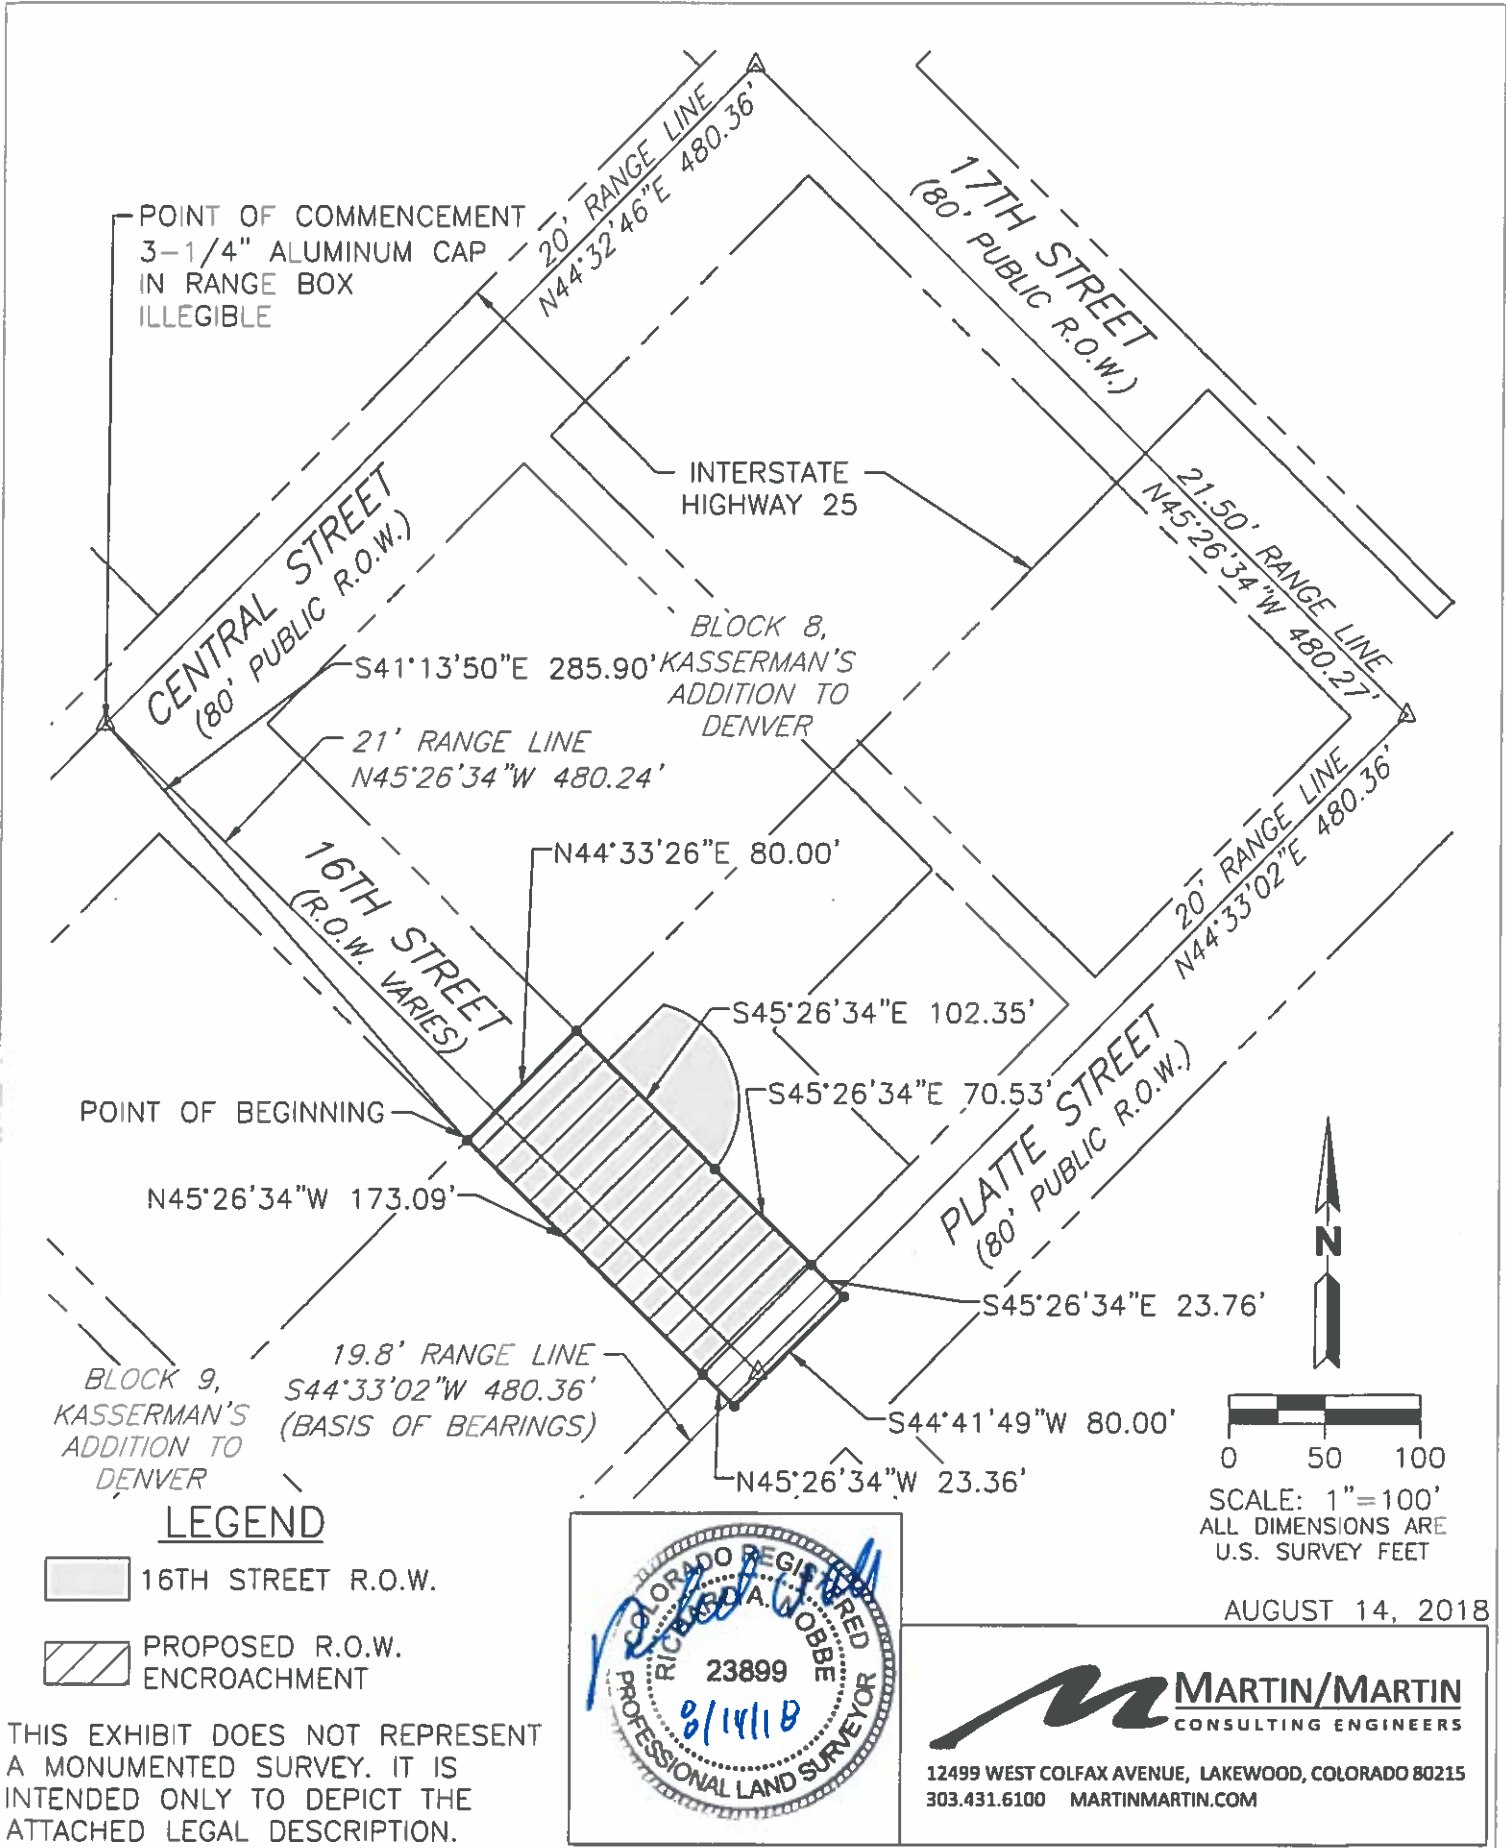 20' RANGE LINE
N44°32'46"E 480.36'
17TH STREET
(80' PUBLIC R.O.W.)
POINT OF COMMENCEMENT
3-1/4" ALUMINUM CAP
IN RANGE BOX
ILLEGIBLE
INTERSTATE
HIGHWAY 25
21.50' RANGE LINE
N45°26'34"W 480.27'
CENTRAL STREET
(80' PUBLIC R.O.W.)
BLOCK 8,
KASSERMAN'S
ADDITION TO
DENVER
S41°13'50"E 285.90'
21' RANGE LINE
N45°26'34"W 480.24'
16TH STREET
(R.O.W. VARIES)
N44°33'26"E 80.00'
20' RANGE LINE
N44°33'02"E 480.36'
S45°26'34"E 102.35'
S45°26'34"E 70.53'
PLATTE STREET
(80' PUBLIC R.O.W.)
POINT OF BEGINNING
N45°26'34"W 173.09'
N
S45°26'34"E 23.76'
19.8' RANGE LINE
S44°33'02"W 480.36'
(BASIS OF BEARINGS)
BLOCK 9,
KASSERMAN'S
ADDITION TO
DENVER
S44°41'49"W 80.00'
N45°26'34"W 23.36'
0 50 100
SCALE: 1"=100'
ALL DIMENSIONS ARE
U.S. SURVEY FEET
AUGUST 14, 2018
LEGEND
16TH STREET R.O.W.
PROPOSED R.O.W.
ENCROACHMENT
THIS EXHIBIT DOES NOT REPRESENT
A MONUMENTED SURVEY. IT IS
INTENDED ONLY TO DEPICT THE
ATTACHED LEGAL DESCRIPTION.
COLORADO REGISTERED
RICHARD A. NOBBE
23899
8/14/18
PROFESSIONAL LAND SURVEYOR
MARTIN/MARTIN
CONSULTING ENGINEERS
12499 WEST COLFAX AVENUE, LAKEWOOD, COLORADO 80215
303.431.6100 MARTINMARTIN.COM